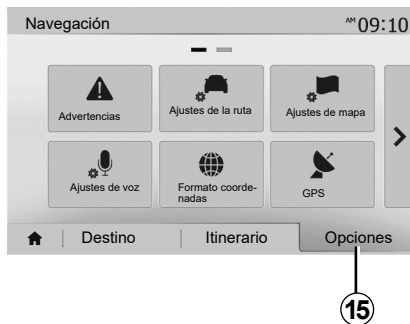 Navegación
AM 09:10
Advertencias
Ajustes de la ruta
Ajustes de mapa
Ajustes de voz
Formato coorde-
nadas
GPS
Destino
Itinerario
Opciones
15